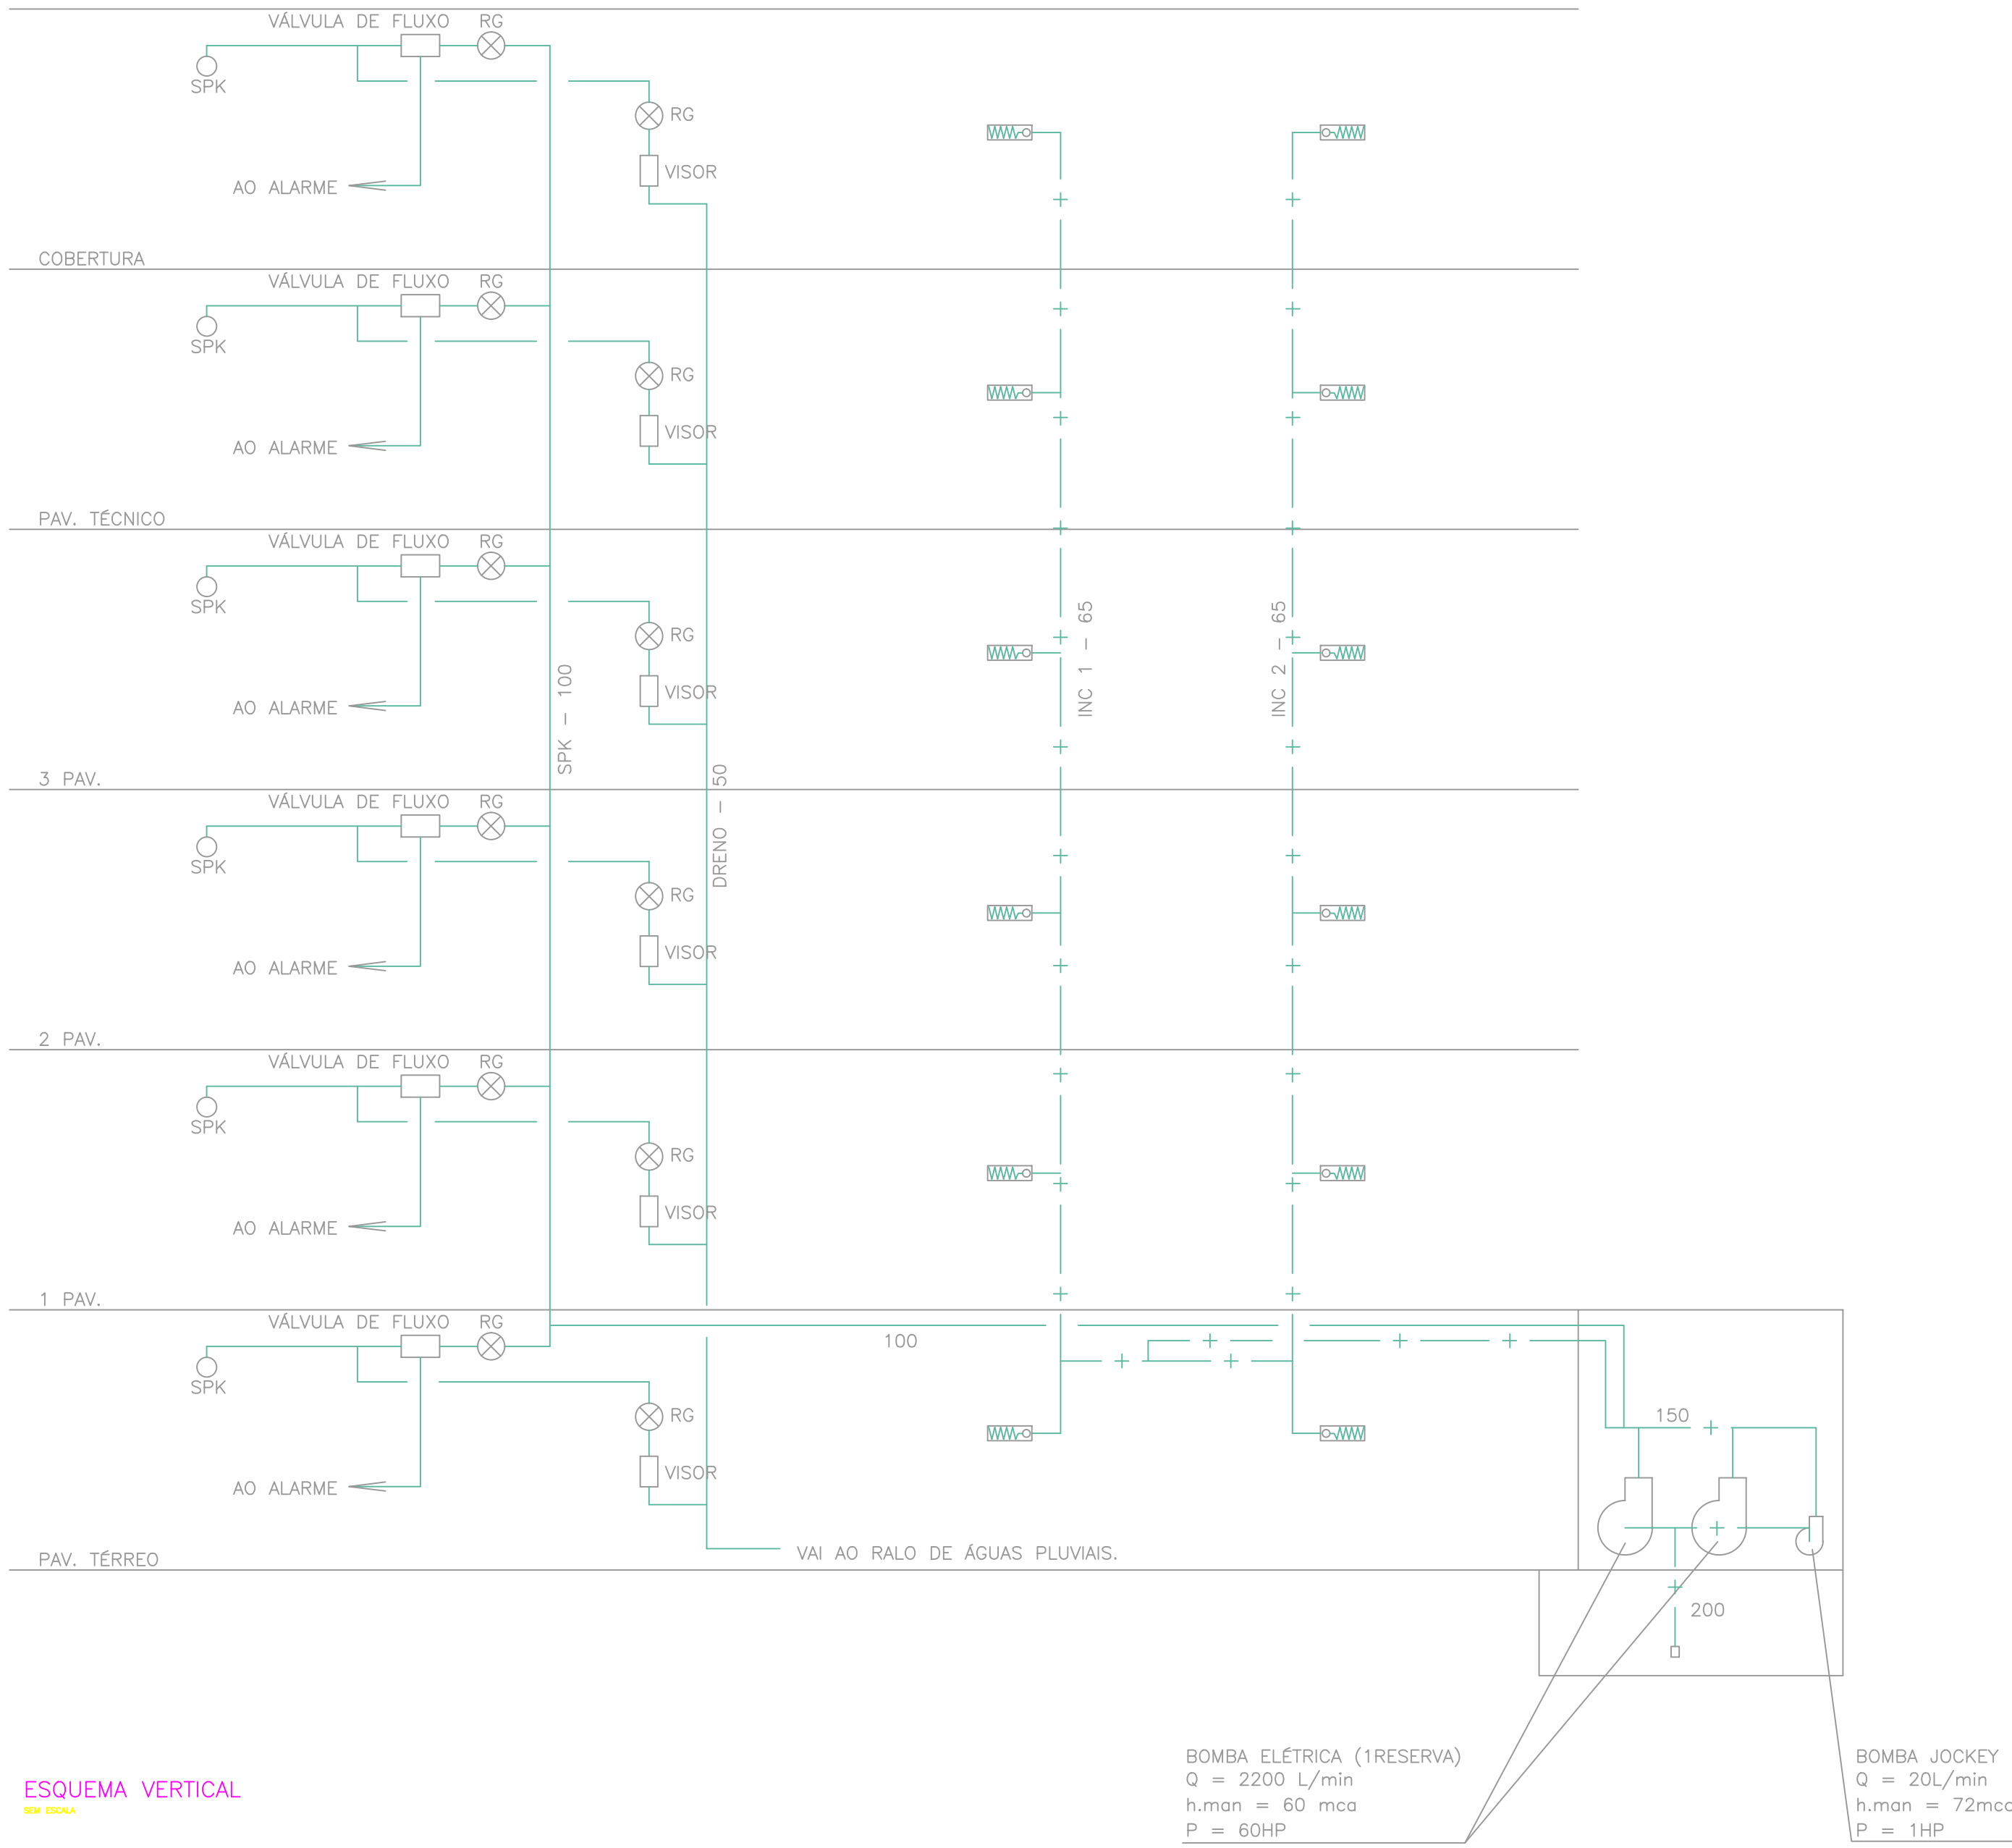 VÁLVULA DE FLUXO RG
SPK
RG
VISOR
AO ALARME
COBERTURA
VÁLVULA DE FLUXO RG
SPK
RG
VISOR
AO ALARME
PAV. TÉCNICO
VÁLVULA DE FLUXO RG
SPK
RG
VISOR
AO ALARME
SPK - 100
INC 1 - 65
INC 2 - 65
3 PAV.
VÁLVULA DE FLUXO RG
SPK
DRENO - 50
RG
VISOR
AO ALARME
2 PAV.
VÁLVULA DE FLUXO RG
SPK
RG
VISOR
AO ALARME
1 PAV.
VÁLVULA DE FLUXO RG
100
SPK
RG
150
VISOR
AO ALARME
PAV. TÉRREO
VAI AO RALO DE ÁGUAS PLUVIAIS.
200
BOMBA ELÉTRICA (1RESERVA)
Q = 2200 L/min
h.man = 60 mca
P = 60HP
BOMBA JOCKEY
Q = 20L/min
h.man = 72mca
P = 1HP
ESQUEMA VERTICAL
SEM ESCALA